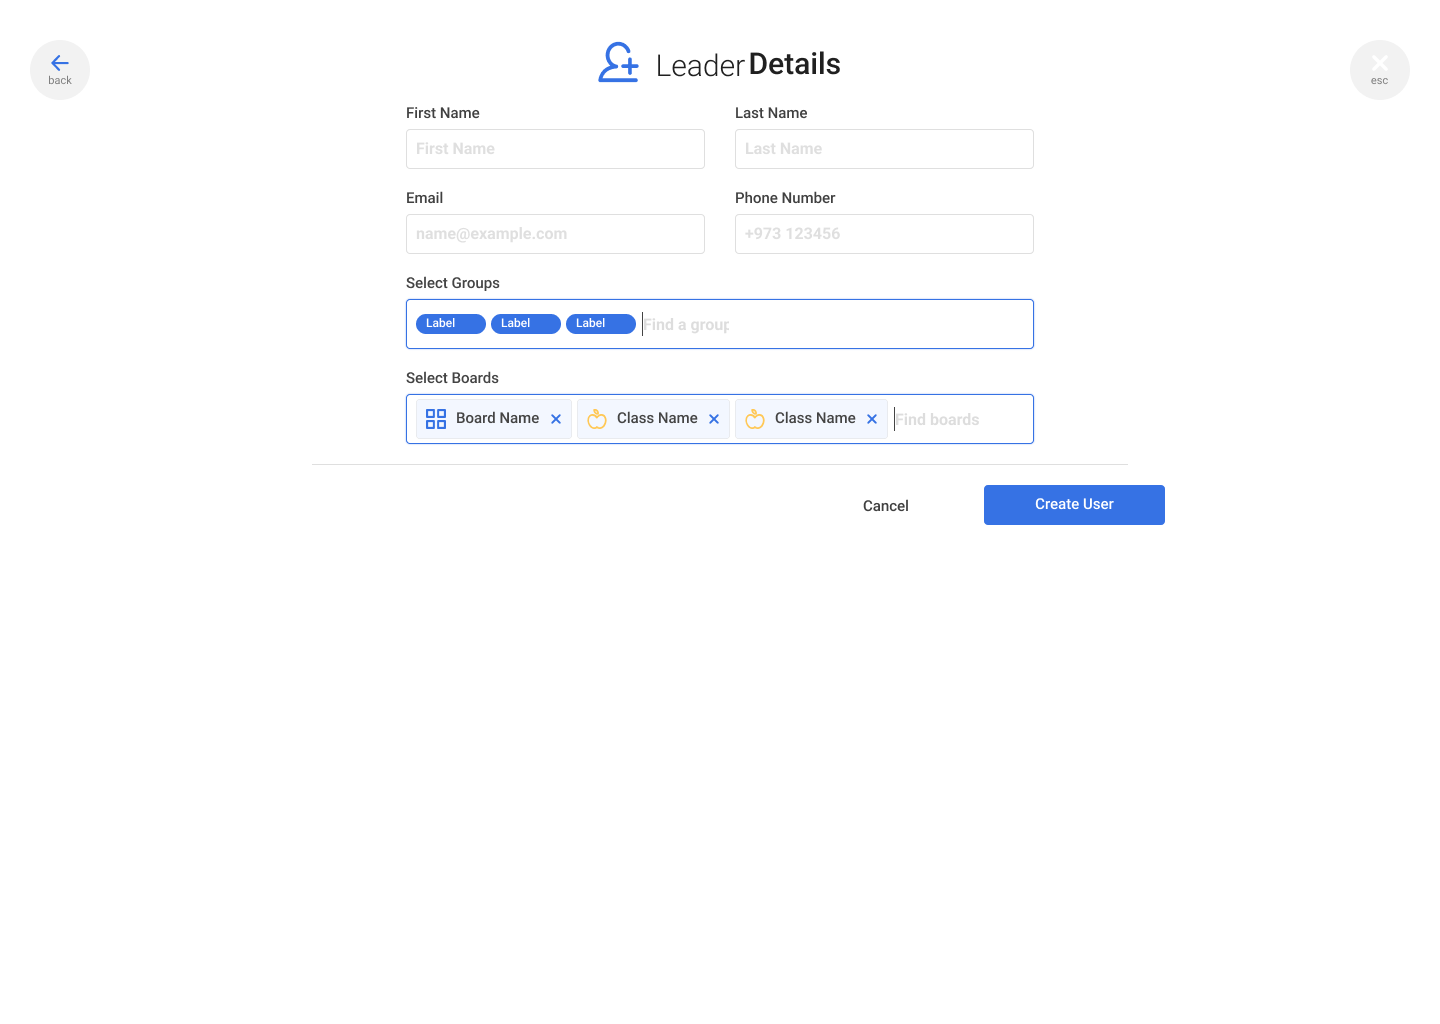 back
Leader Details
esc
First Name
Last Name
First Name
Last Name
Email
Phone Number
name@example.com
+973 123456
Select Groups
Label Label Label Find a group
Select Boards
Board Name Class Name Class Name Find boards
Cancel
Create User